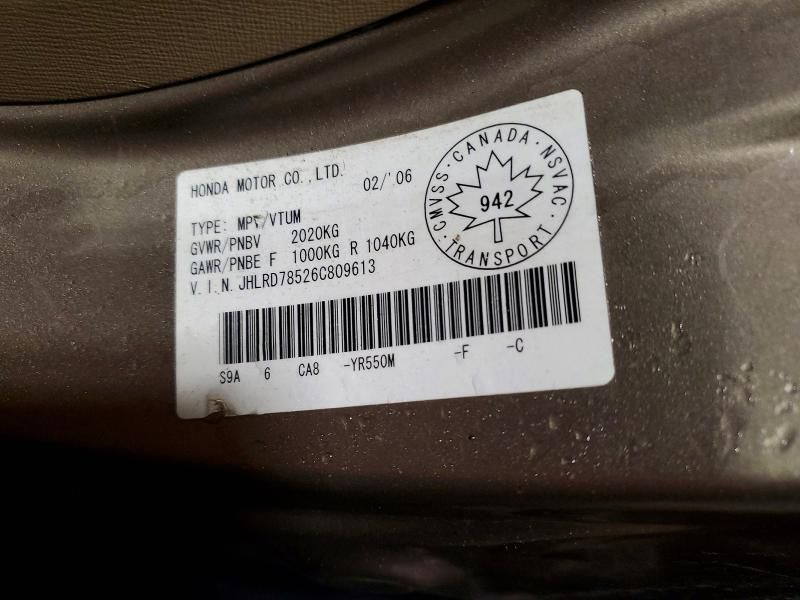 HONDA MOTOR CO.,LTD. 02/'06
TYPE: MPV/VTUM
GVWR/PNBV 2020KG
GAWR/PNBE F 1000KG R 1040KG
V.I.N. JHLRD78526C809613
S9A 6 CA8 -YR550M -F -C
CMVSS · CANADA · NSVAC ·
942
TRANSPORT